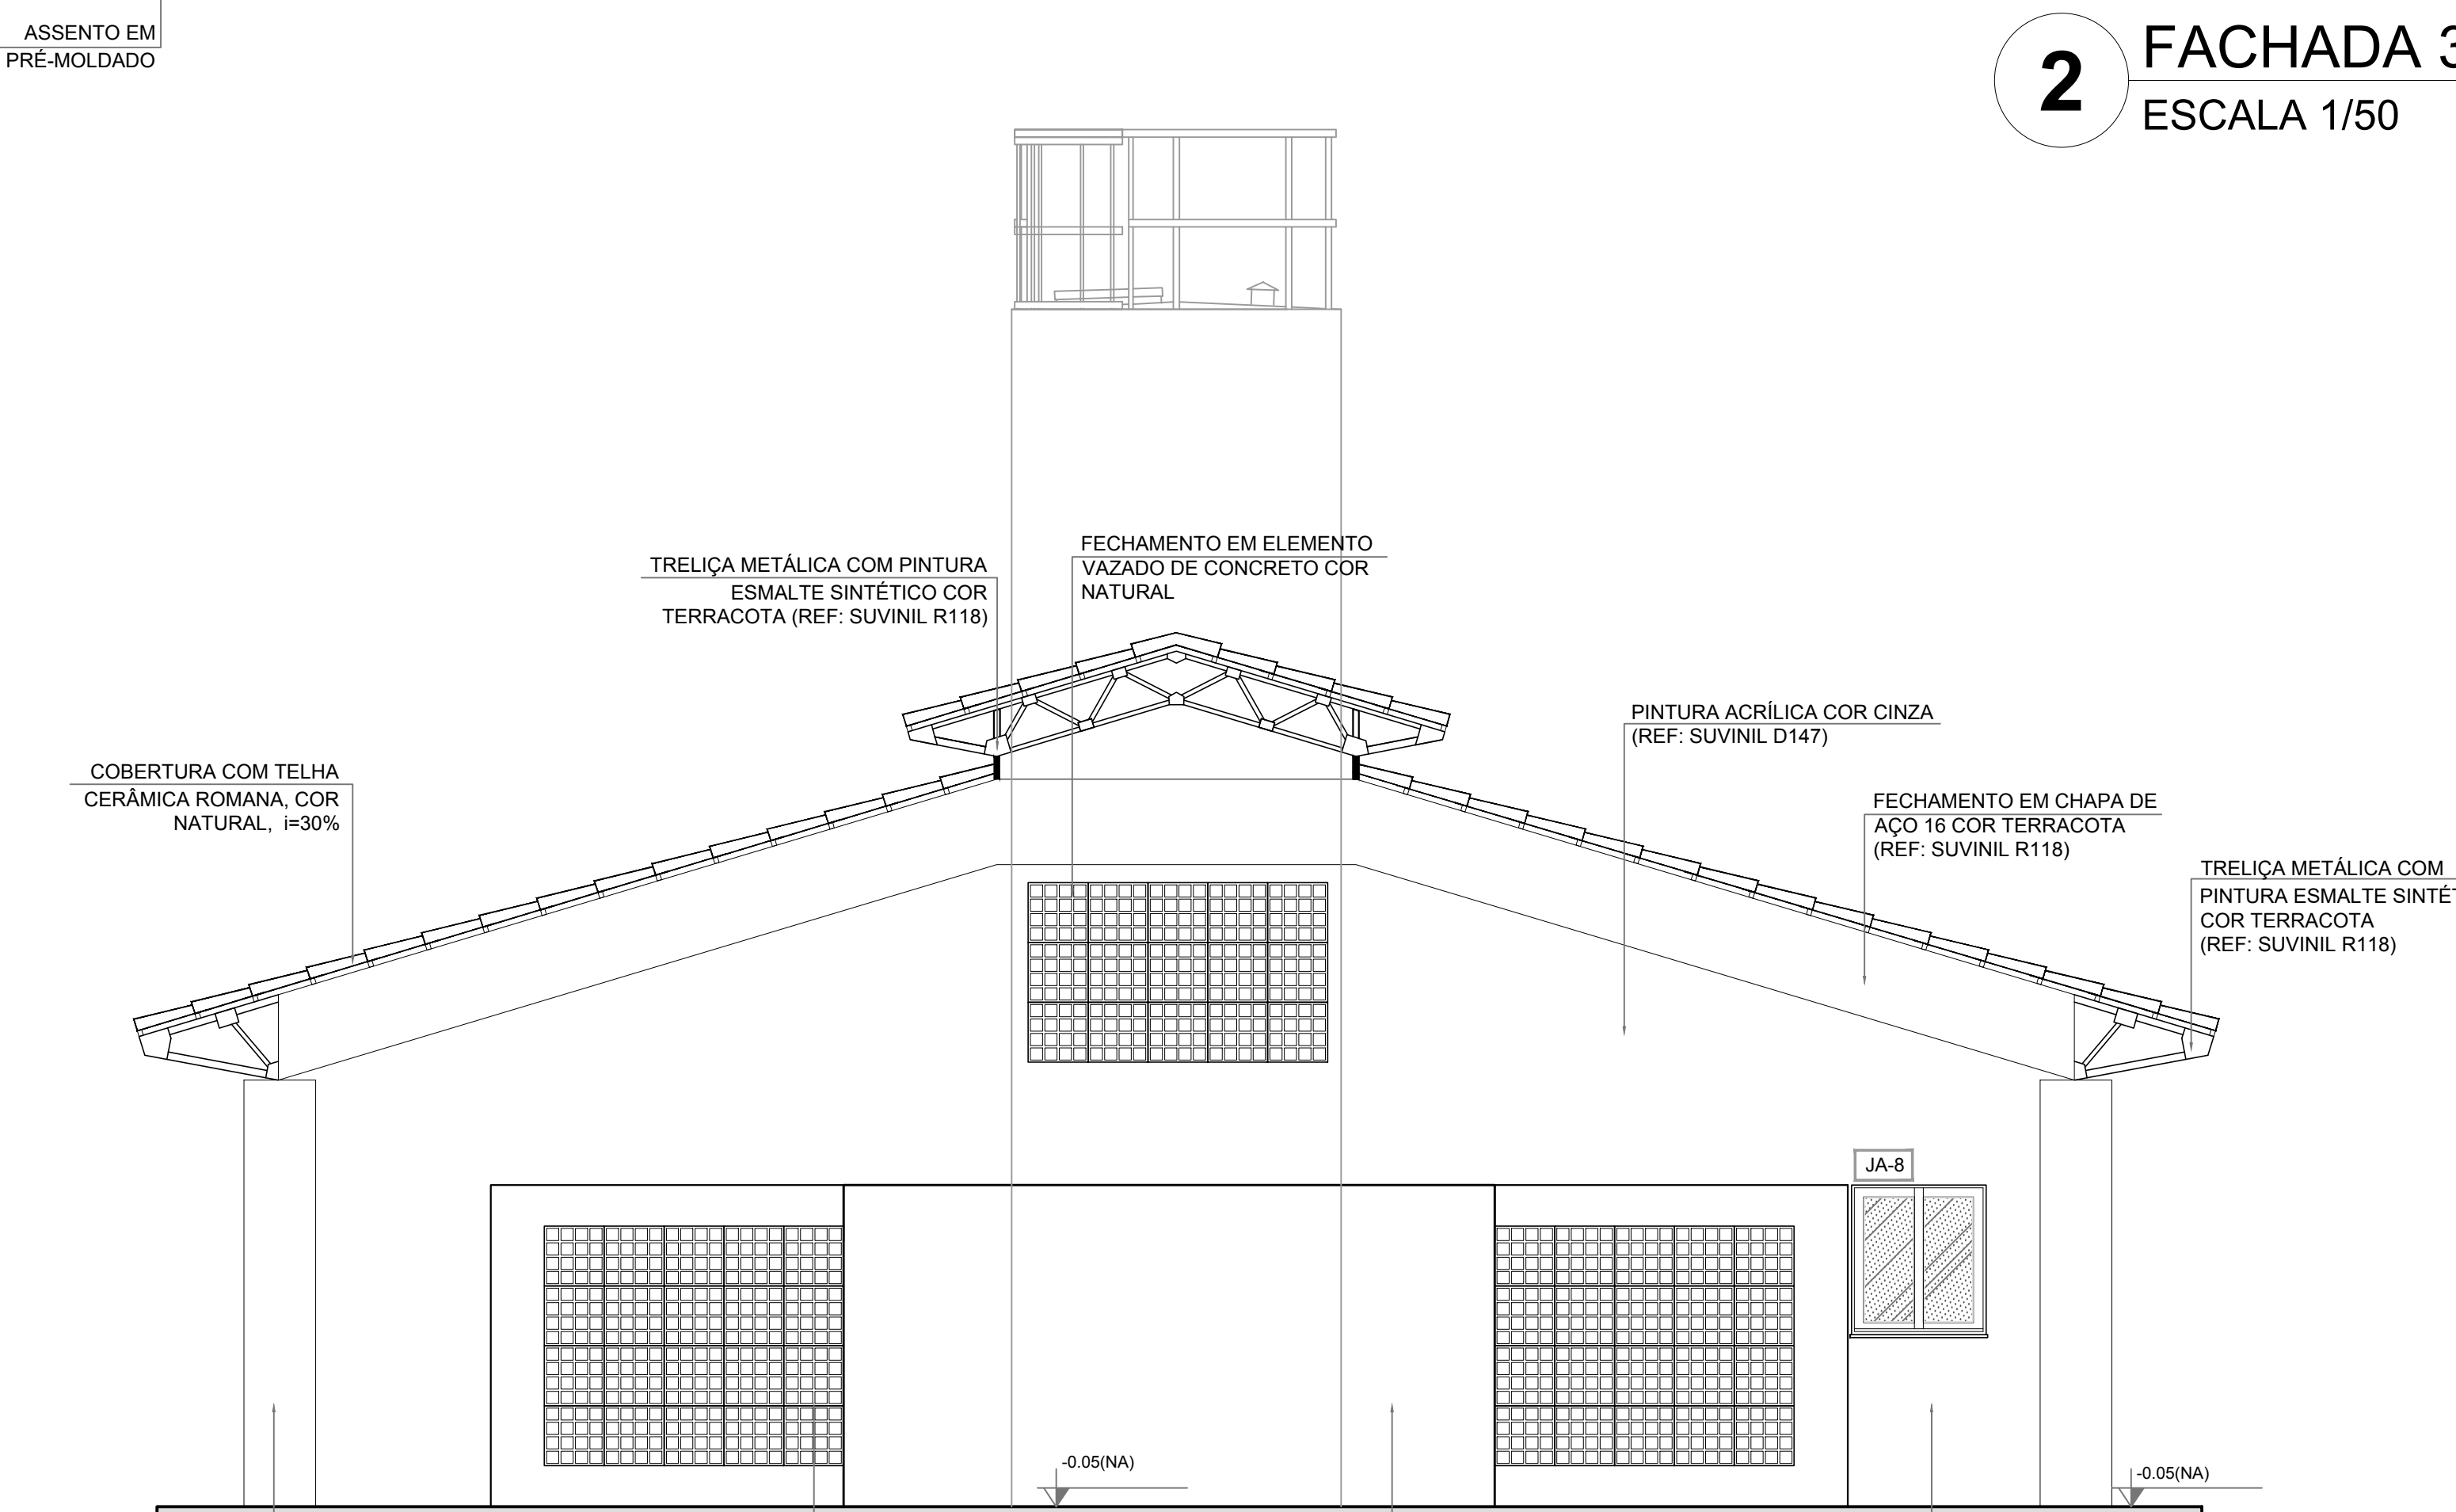 ASSENTO EM
PRÉ-MOLDADO
2
FACHADA 3
ESCALA 1/50
TRELIÇA METÁLICA COM PINTURA
ESMALTE SINTÉTICO COR
TERRACOTA (REF: SUVINIL R118)
FECHAMENTO EM ELEMENTO
VAZADO DE CONCRETO COR
NATURAL
PINTURA ACRÍLICA COR CINZA
(REF: SUVINIL D147)
COBERTURA COM TELHA
CERÂMICA ROMANA, COR
NATURAL, i=30%
FECHAMENTO EM CHAPA DE
AÇO 16 COR TERRACOTA
(REF: SUVINIL R118)
TRELIÇA METÁLICA COM
PINTURA ESMALTE SINTÉ
COR TERRACOTA
(REF: SUVINIL R118)
JA-8
-0.05(NA)
-0.05(NA)